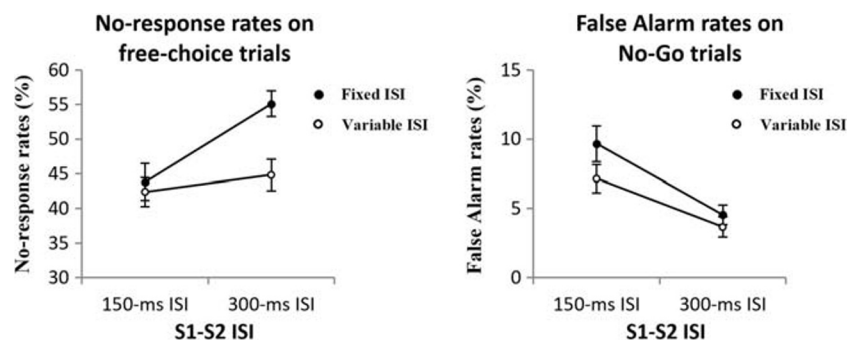 No-response rates on
free-choice trials
No-response rates (%)
60
55
50
45
40
35
30
Fixed ISI
Variable ISI
150-ms ISI
300-ms ISI
S1-S2 ISI
False Alarm rates on
No-Go trials
False Alarm rates (%)
15
10
5
0
Fixed ISI
Variable ISI
150-ms ISI
300-ms ISI
S1-S2 ISI